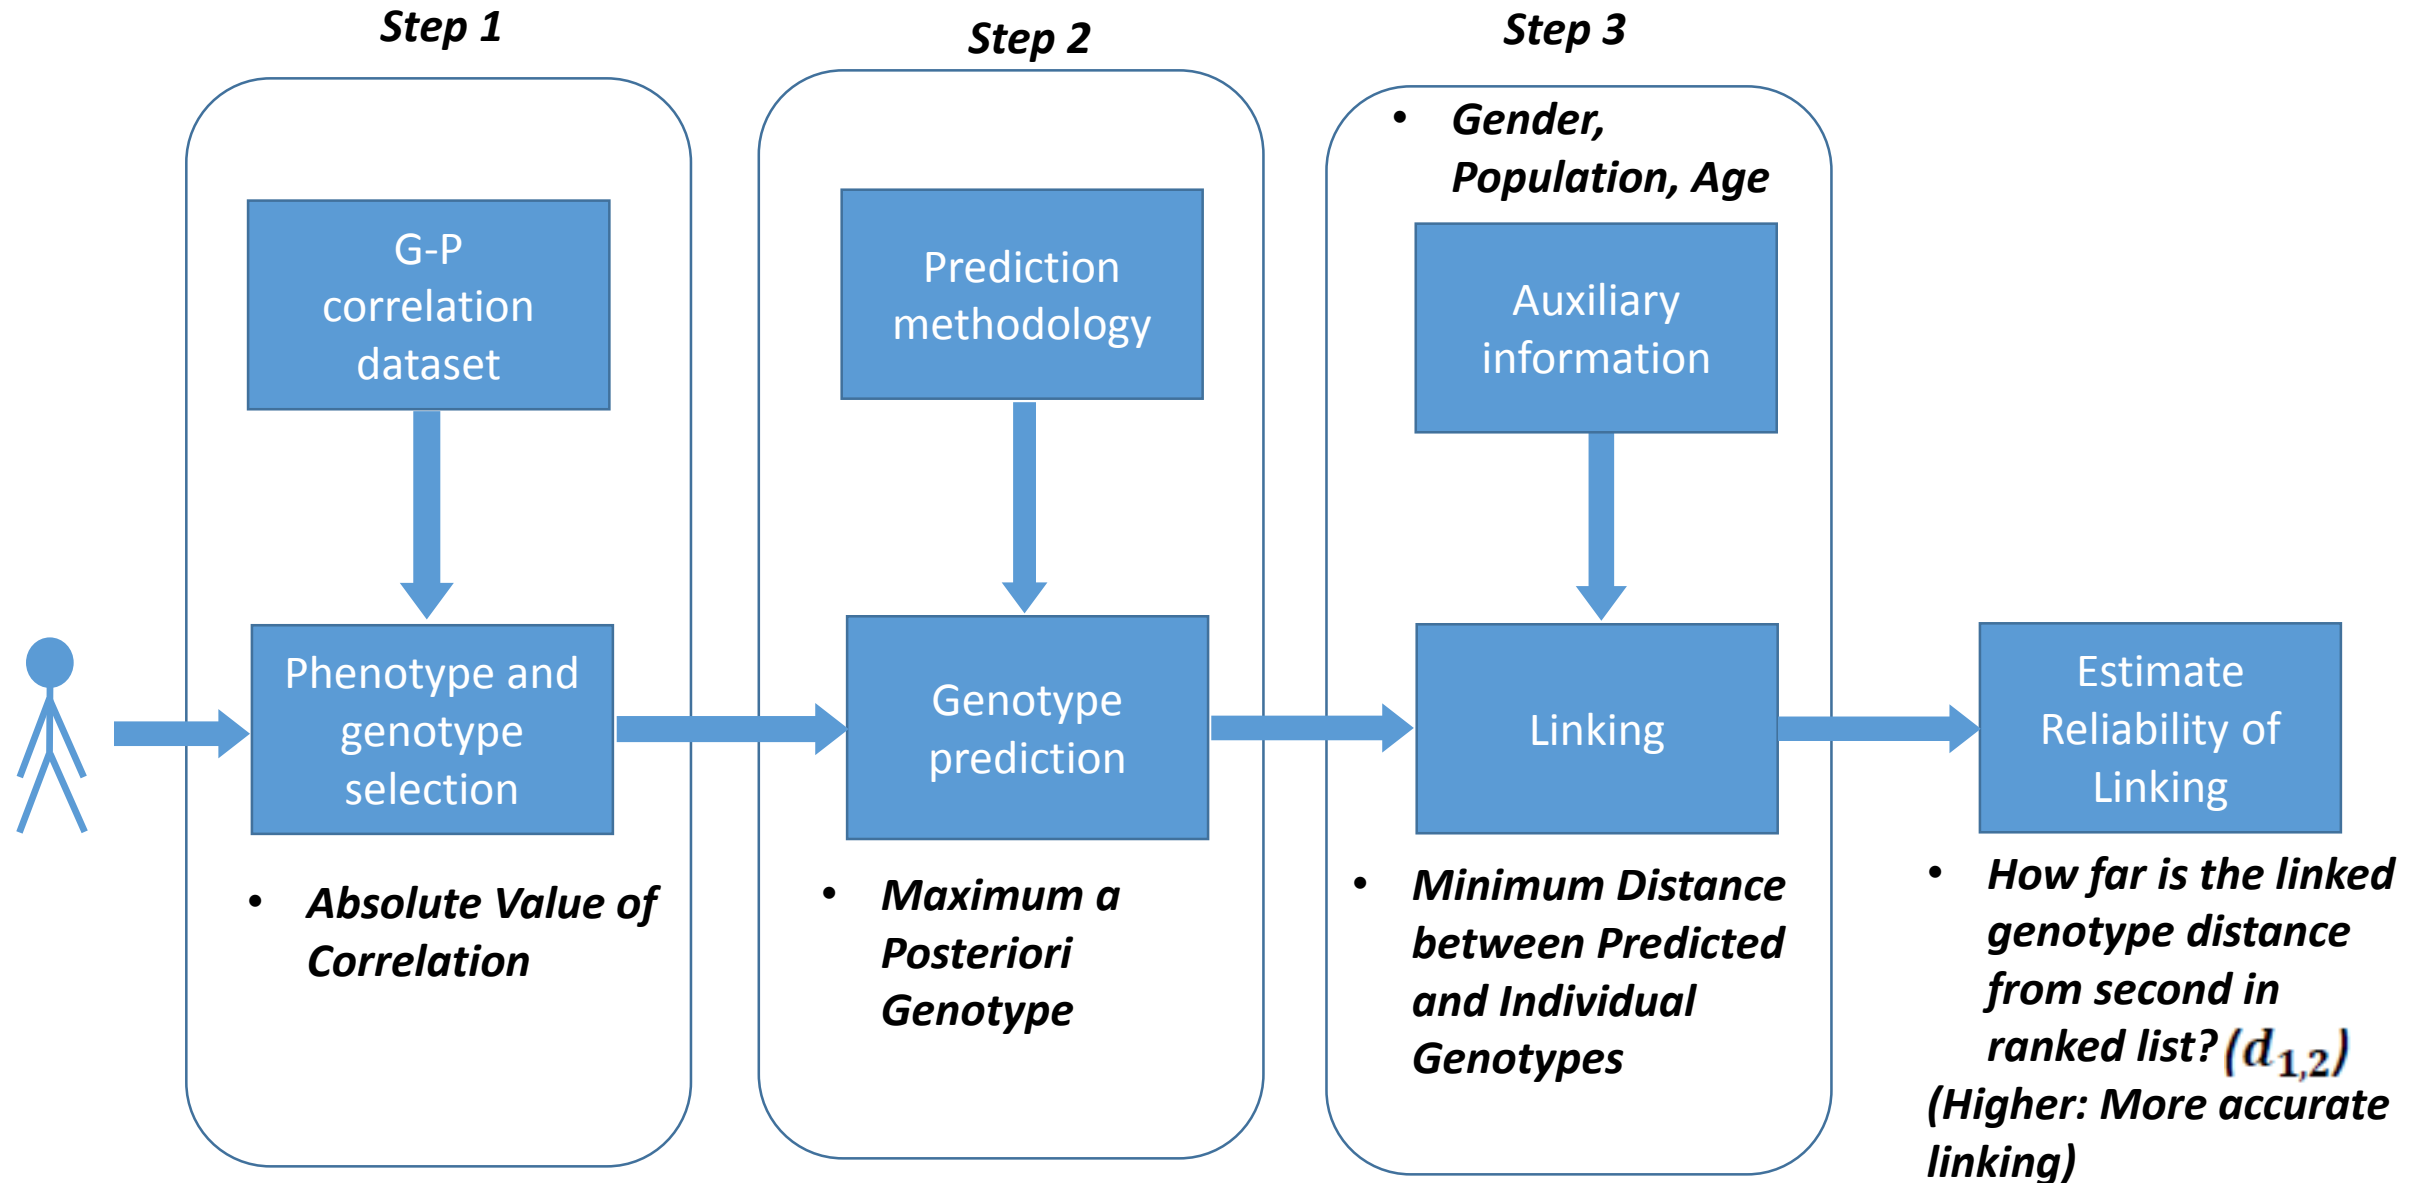 Step 1
G-P
correlation
dataset
Phenotype and
genotype
selection
• Absolute Value of
Correlation
Step 2
Prediction
methodology
Genotype
prediction
• Maximum a
Posteriori
Genotype
Step 3
• Gender,
Population, Age
Auxiliary
information
Linking
• Minimum Distance
between Predicted
and Individual
Genotypes
Estimate
Reliability of
Linking
• How far is the linked
genotype distance
from second in
ranked list? (d1,2)
(Higher: More accurate
linking)